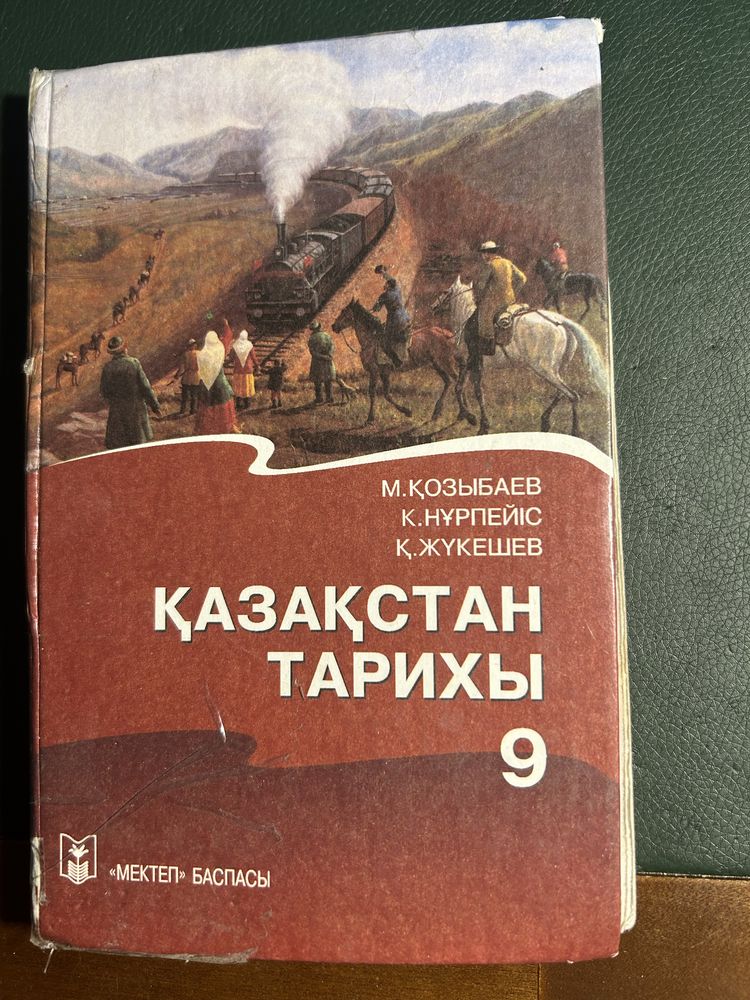 М.ҚОЗЫБАЕВ
К.НҰРПЕЙІС
Қ.ЖҮКЕШЕВ
ҚАЗАҚСТАН
ТАРИХЫ
9
«МЕКТЕП» БАСПАСЫ